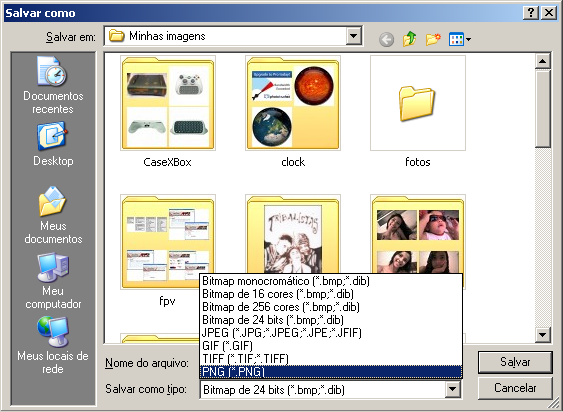 Salvar como
Salvar em:
Minhas imagens
Documentos
recentes
Desktop
Meus
documentos
Meu
computador
Meus locais de
rede
CaseXBox
clock
fotos
fpv
TRIBALISTAS
Bitmap monocromático (*.bmp;*.dib)
Bitmap de 16 cores (*.bmp;*.dib)
Bitmap de 256 cores (*.bmp;*.dib)
Bitmap de 24 bits (*.bmp;*.dib)
JPEG (*.JPG;*.JPEG;*.JPE;*.JFIF)
GIF (*.GIF)
TIFF (*.TIF;*.TIFF)
PNG (*.PNG)
Nome do arquivo:
Salvar
Salvar como tipo:
Bitmap de 24 bits (*.bmp;*.dib)
Cancelar